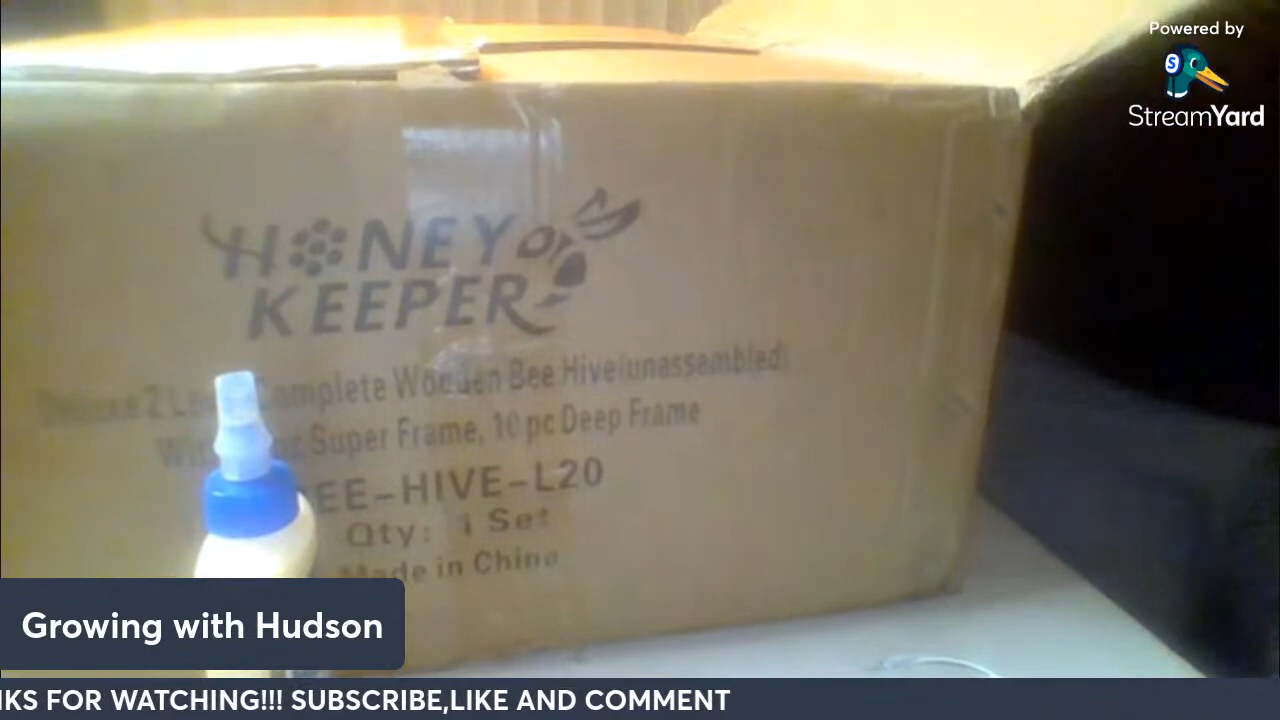 Powered by
StreamYard
HONEY
KEEPER
Complete Wooden Bee Hive(unassembled)
Super Frame, 10 pc Deep Frame
EE-HIVE-L20
Qty: 1 Set
Made in China
Growing with Hudson
KS FOR WATCHING!!! SUBSCRIBE,LIKE AND COMMENT